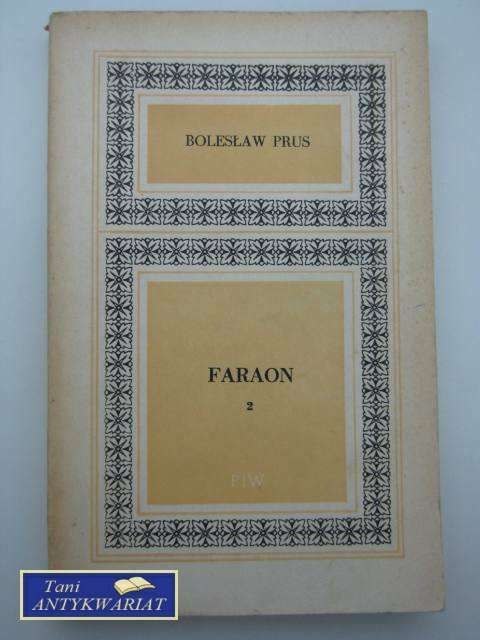 BOLESŁAW PRUS
FARAON
2
PIW
Tani
ANTYKWARIAT